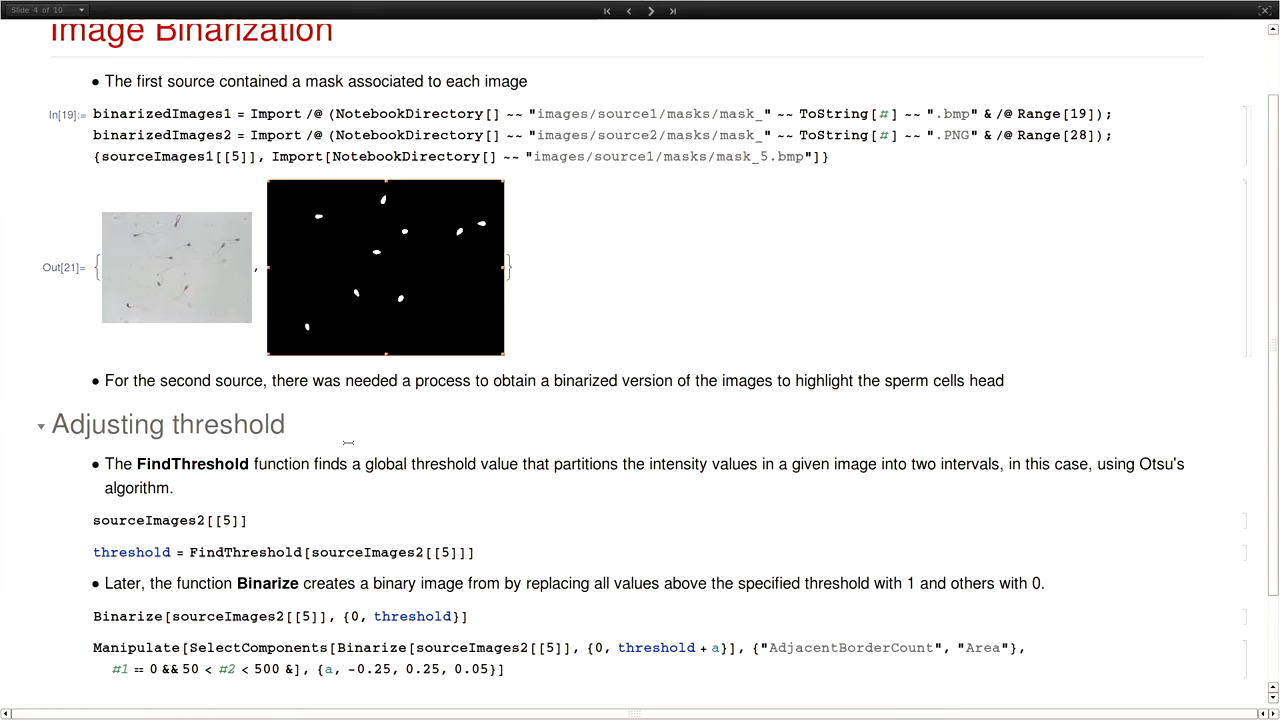 Slide 4 of 10
Image Binarization
• The first source contained a mask associated to each image
In[19]:= binarizedImages1 = Import /@ (NotebookDirectory[] ~~ "images/source1/masks/mask_" ~~ ToString[#] ~~ ".bmp" & /@ Range[19]);
binarizedImages2 = Import /@ (NotebookDirectory[] ~~ "images/source2/masks/mask_" ~~ ToString[#] ~~ ".PNG" & /@ Range[28]);
{sourceImages1[[5]], Import[NotebookDirectory[] ~~ "images/source1/masks/mask_5.bmp"]}
Out[21]= { , }
• For the second source, there was needed a process to obtain a binarized version of the images to highlight the sperm cells head
Adjusting threshold
• The FindThreshold function finds a global threshold value that partitions the intensity values in a given image into two intervals, in this case, using Otsu's
algorithm.
sourceImages2[[5]]
threshold = FindThreshold[sourceImages2[[5]]]
• Later, the function Binarize creates a binary image from by replacing all values above the specified threshold with 1 and others with 0.
Binarize[sourceImages2[[5]], {0, threshold}]
Manipulate[SelectComponents[Binarize[sourceImages2[[5]], {0, threshold + a}], {"AdjacentBorderCount", "Area"},
#1 == 0 && 50 < #2 < 500 &], {a, -0.25, 0.25, 0.05}]